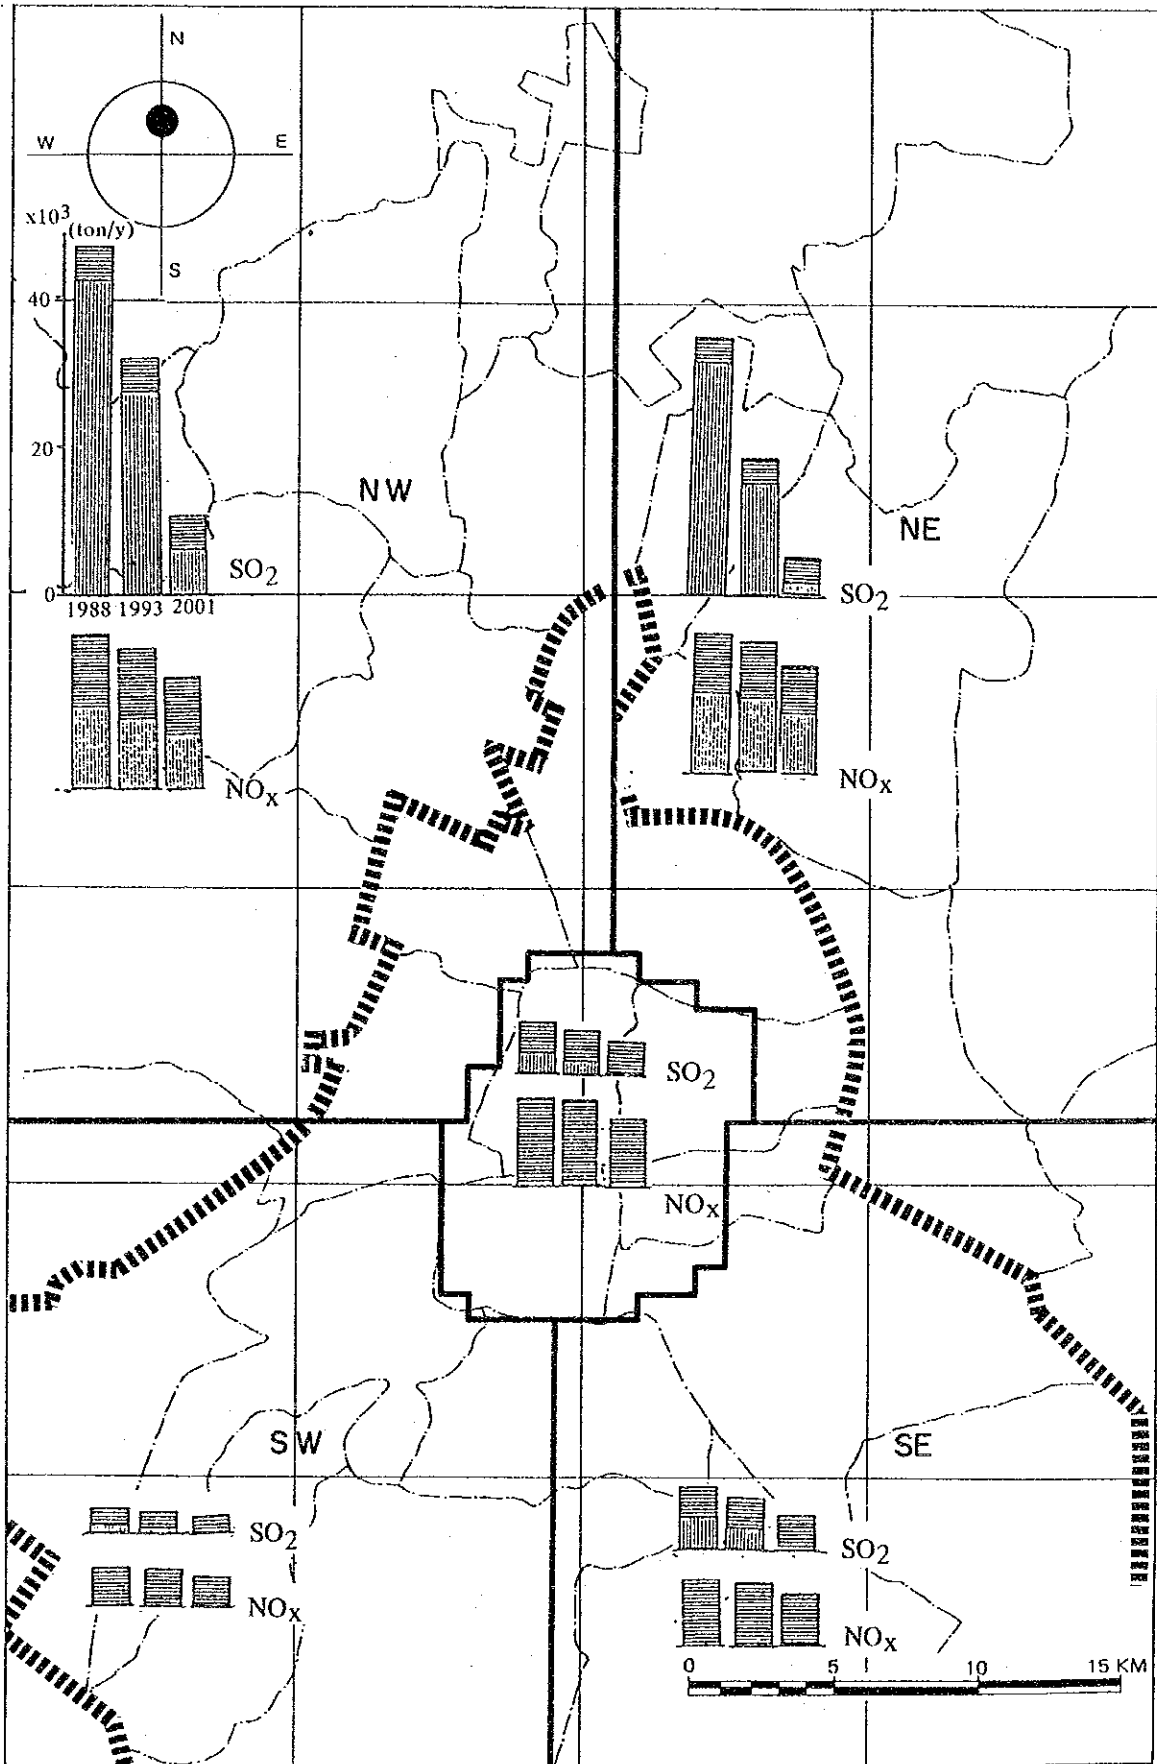 N
W E
x10³
(ton/y)
S
40
20
NW
NE
SO₂
0
1988 1993 2001
SO₂
NOx
NOx
SO₂
NOx
SW
SE
SO₂
SO₂
NOx
NOx
0 5 10 15 KM